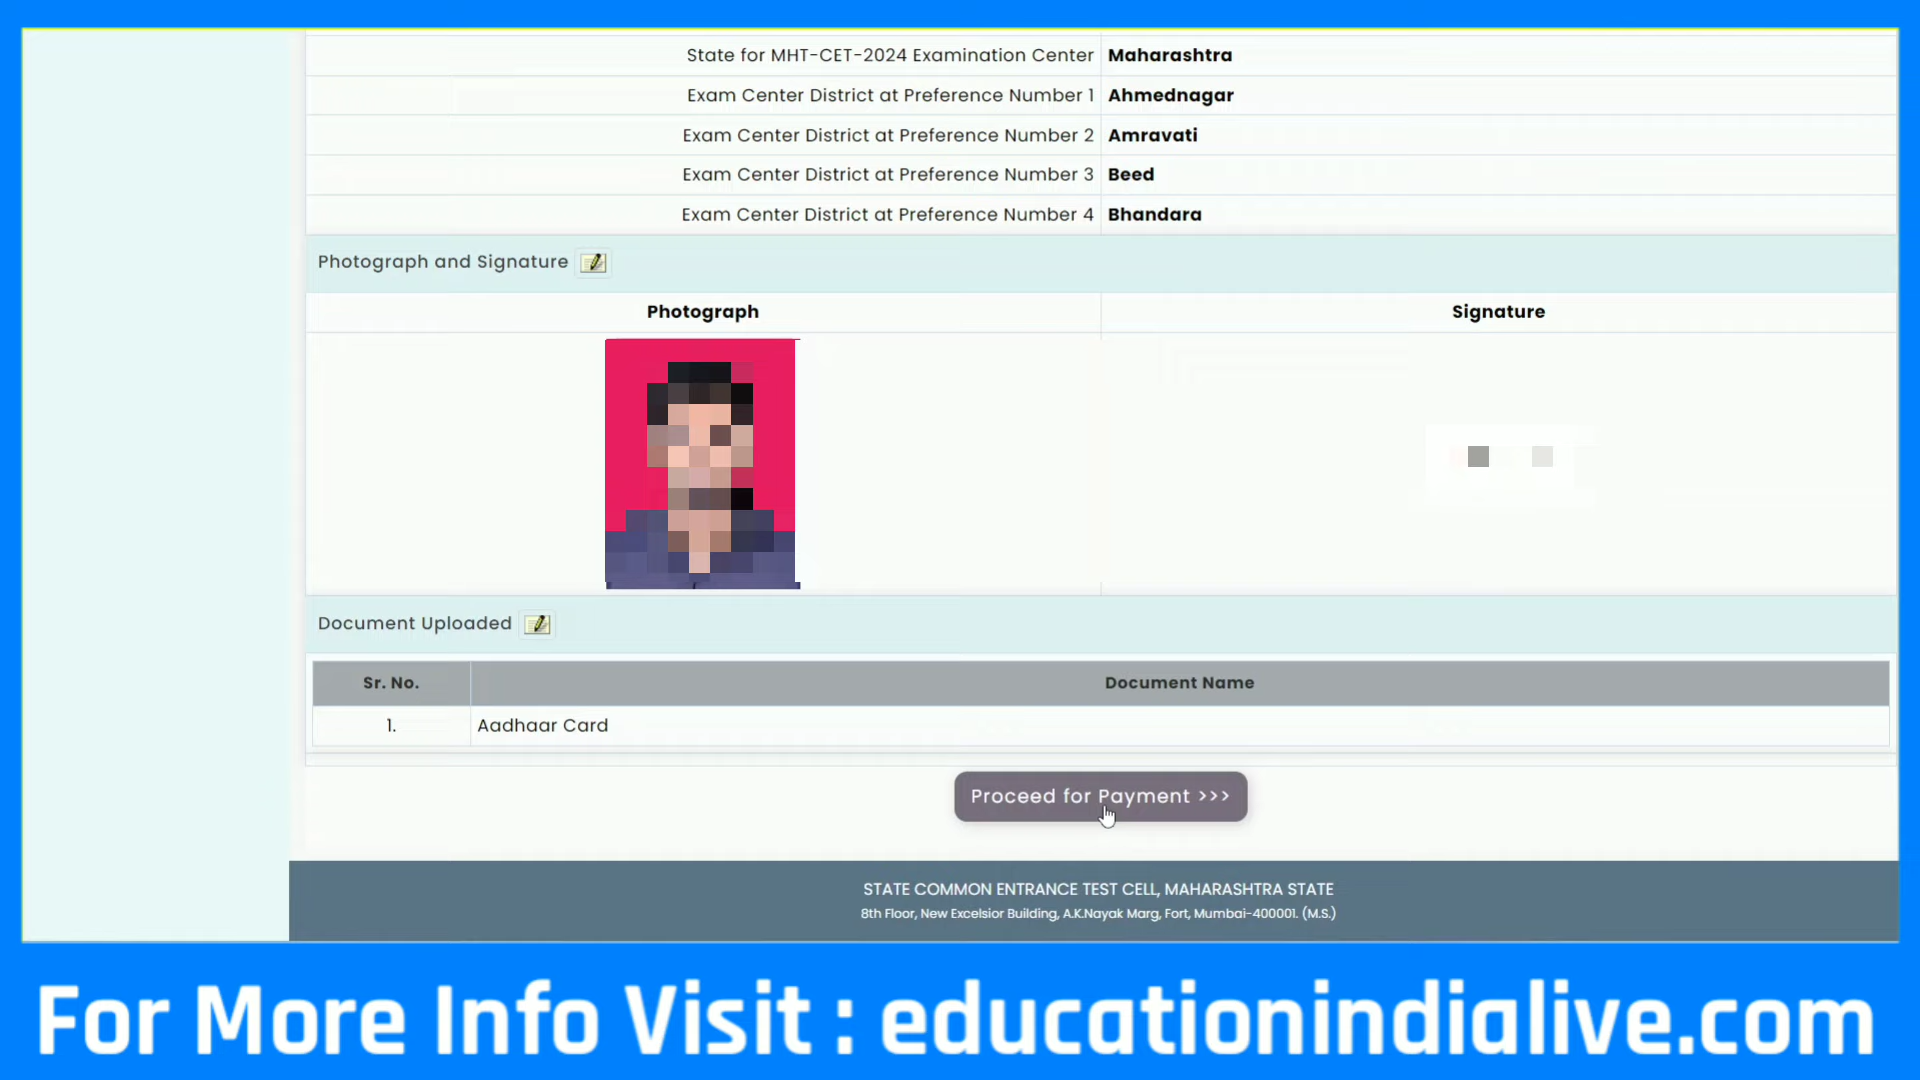 State for MHT-CET-2024 Examination Center Maharashtra
Exam Center District at Preference Number 1 Ahmednagar
Exam Center District at Preference Number 2 Amravati
Exam Center District at Preference Number 3 Beed
Exam Center District at Preference Number 4 Bhandara
Photograph and Signature
Photograph Signature
Document Uploaded
Sr. No. Document Name
1. Aadhaar Card
Proceed for Payment >>>
STATE COMMON ENTRANCE TEST CELL, MAHARASHTRA STATE
8th Floor, New Excelsior Building, A.K.Nayak Marg, Fort, Mumbai-400001. (M.S.)
For More Info Visit : educationindialive.com